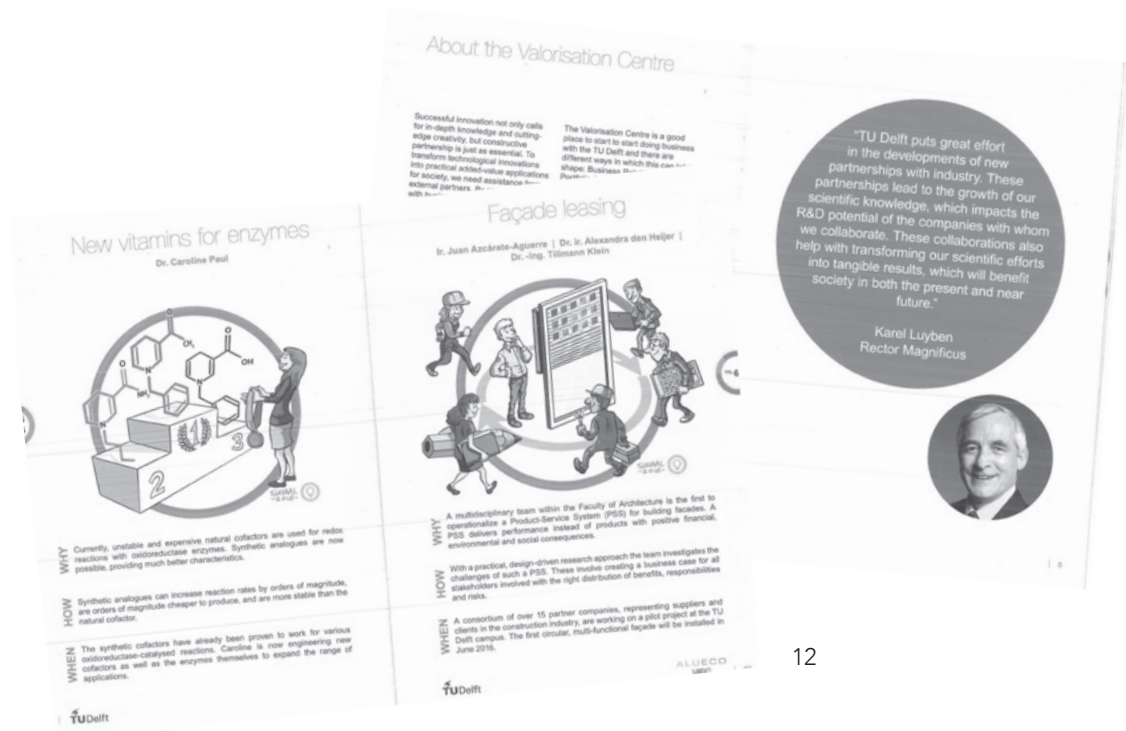 About the Valorisation Centre
Successful innovation not only calls
for in-depth knowledge and cutting-
edge creativity, but constructive
partnership is just as essential. To
transform technological innovations
into practical added-value applications
for society, we need assistance from
external partners.
The Valorisation Centre is a good
place to start to start doing business
with the TU Delft and there are
different ways in which this can
shape: Business
"TU Delft puts great effort
in the developments of new
partnerships with industry. These
partnerships lead to the growth of our
scientific knowledge, which impacts the
R&D potential of the companies with whom
we collaborate. These collaborations also
help with transforming our scientific efforts
into tangible results, which will benefit
society in both the present and near
future."
Karel Luyben
Rector Magnificus
New vitamins for enzymes
Dr. Caroline Paul
O
CH₃
N
O
OH
N
O
NH₂
N
N
1
2
3
WHY
Currently, unstable and expensive natural cofactors are used for redox
reactions with oxidoreductase enzymes. Synthetic analogues are now
possible, providing much better characteristics.
HOW
Synthetic analogues can increase reaction rates by orders of magnitude,
are orders of magnitude cheaper to produce, and are more stable than the
natural cofactor.
WHEN
The synthetic cofactors have already been proven to work for various
oxidoreductase-catalysed reactions. Caroline is now engineering new
cofactors as well as the enzymes themselves to expand the range of
applications.
TUDelft
Façade leasing
Ir. Juan Azcárate-Aguerre | Dr. ir. Alexandra den Heijer |
Dr. -Ing. Tillmann Klein
WHY
A multidisciplinary team within the Faculty of Architecture is the first to
operationalize a Product-Service System (PSS) for building facades. A
PSS delivers performance instead of products with positive financial,
environmental and social consequences.
HOW
With a practical, design-driven research approach the team investigates the
challenges of such a PSS. These involve creating a business case for all
stakeholders involved with the right distribution of benefits, responsibilities
and risks.
WHEN
A consortium of over 15 partner companies, representing suppliers and
clients in the construction industry, are working on a pilot project at the TU
Delft campus. The first circular, multi-functional façade will be installed in
June 2016.
ALUECO
TUDelft
12